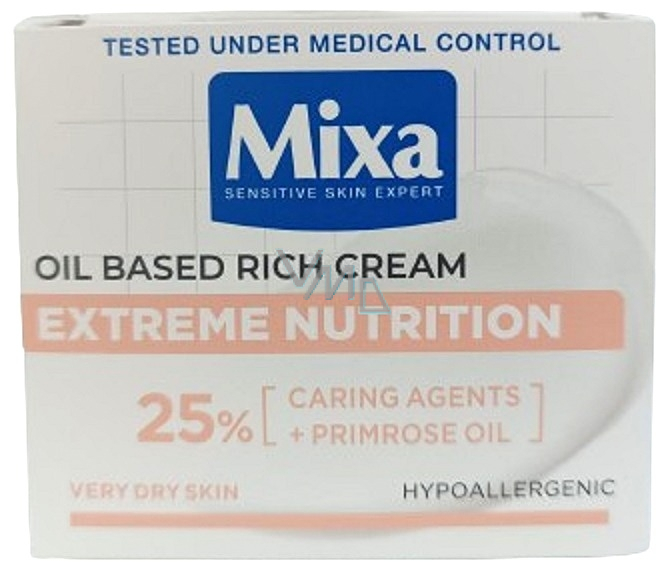 TESTED UNDER MEDICAL CONTROL
Mixa
SENSITIVE SKIN EXPERT
OIL BASED RICH CREAM
VMD
EXTREME NUTRITION
25% [ CARING AGENTS
+ PRIMROSE OIL ]
VERY DRY SKIN
HYPOALLERGENIC